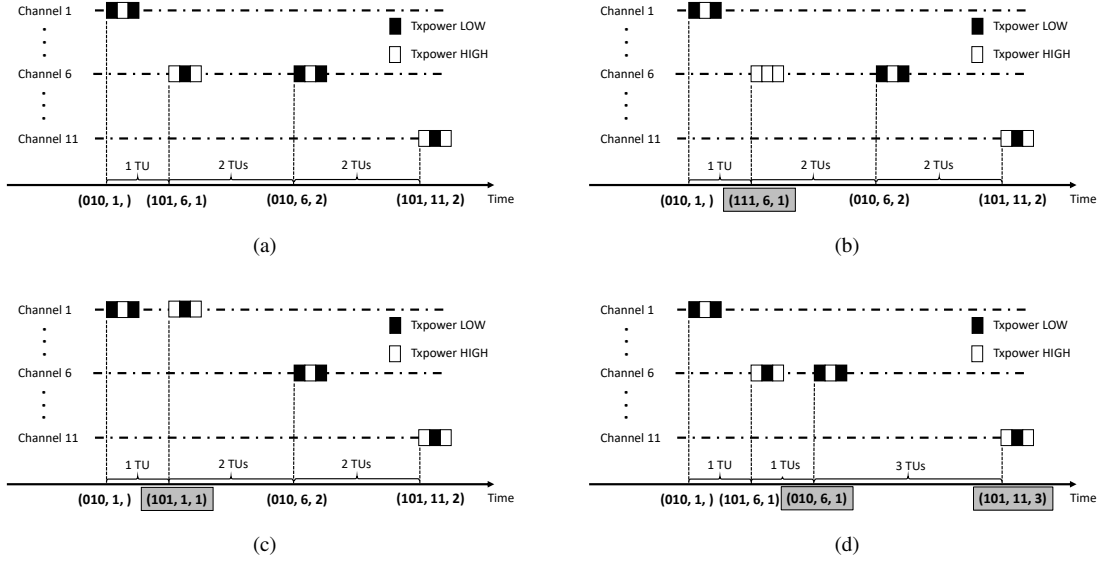 Channel 1
Txpower LOW
Txpower HIGH
Channel 6
Channel 11
1 TU
2 TUs
2 TUs
Time
(010, 1, )
(101, 6, 1)
(010, 6, 2)
(101, 11, 2)
(a)
Channel 1
Txpower LOW
Txpower HIGH
Channel 6
Channel 11
1 TU
2 TUs
2 TUs
Time
(010, 1, )
(111, 6, 1)
(010, 6, 2)
(101, 11, 2)
(b)
Channel 1
Txpower LOW
Txpower HIGH
Channel 6
Channel 11
1 TU
2 TUs
2 TUs
Time
(010, 1, )
(101, 1, 1)
(010, 6, 2)
(101, 11, 2)
(c)
Channel 1
Txpower LOW
Txpower HIGH
Channel 6
Channel 11
1 TU
1 TUs
3 TUs
Time
(010, 1, )
(101, 6, 1)
(010, 6, 1)
(101, 11, 3)
(d)